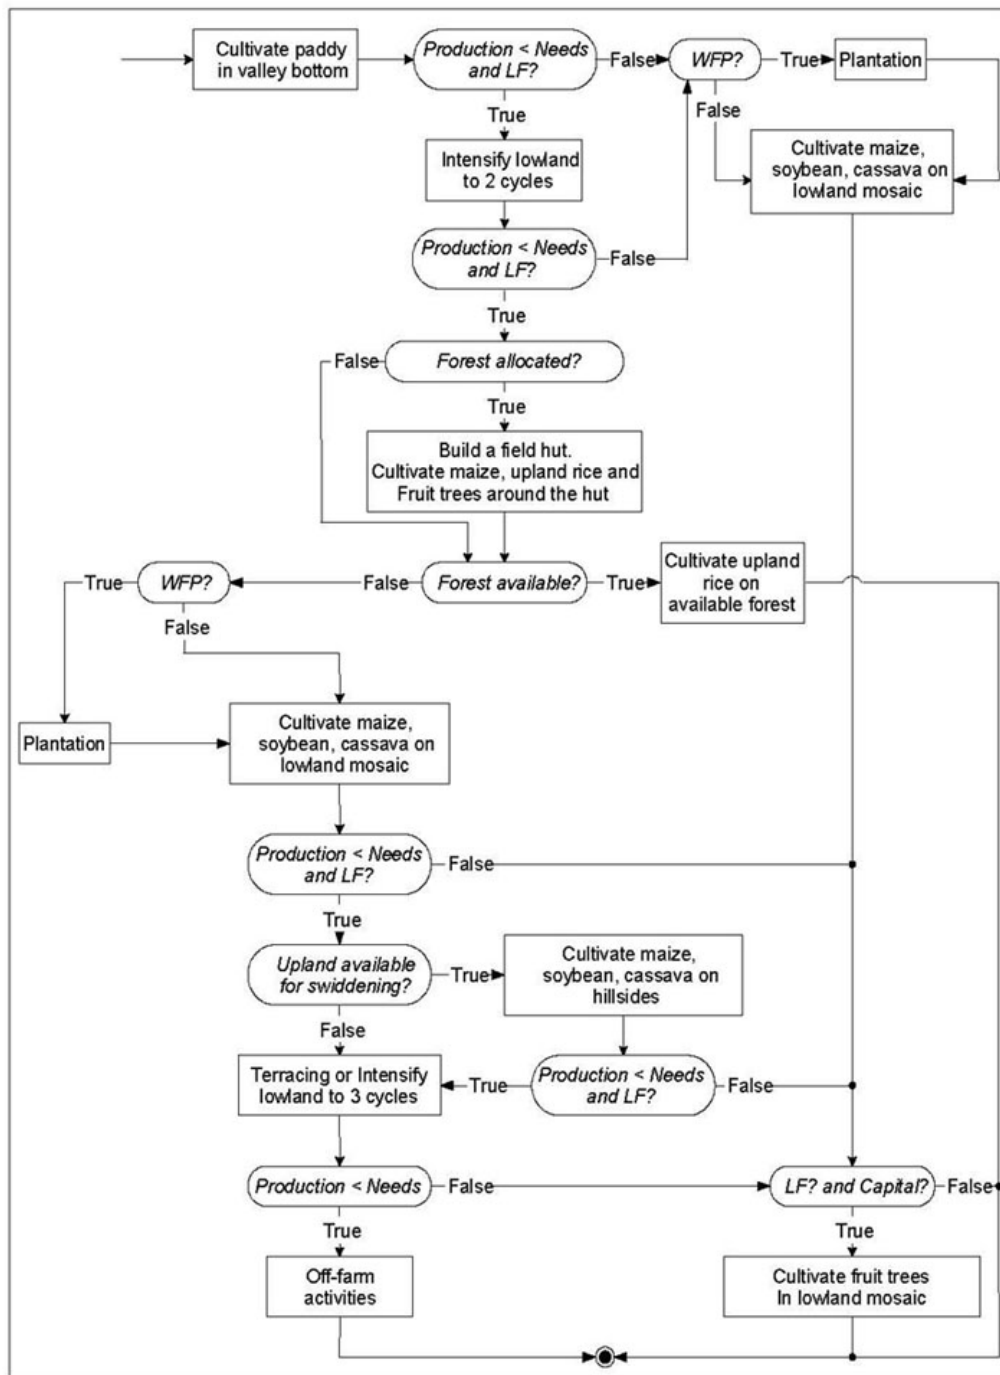 Cultivate paddy
in valley bottom
Production < Needs
and LF?
False
WFP?
True
Plantation
True
False
Intensify lowland
to 2 cycles
Cultivate maize,
soybean, cassava on
lowland mosaic
Production < Needs
and LF?
False
True
False
Forest allocated?
True
Build a field hut.
Cultivate maize, upland rice and
Fruit trees around the hut
True
WFP?
False
Forest available?
True
Cultivate upland
rice on
available forest
False
Plantation
Cultivate maize,
soybean, cassava on
lowland mosaic
Production < Needs
and LF?
False
True
Upland available
for swiddening?
True
Cultivate maize,
soybean, cassava on
hillsides
False
Terracing or Intensify
lowland to 3 cycles
True
Production < Needs
and LF?
False
Production < Needs
False
LF? and Capital?
False
True
True
Off-farm
activities
Cultivate fruit trees
In lowland mosaic